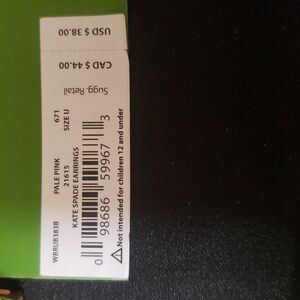 WBRUB383B
PALE PINK 671
21615 SIZE U
KATE SPADE EARRINGS
0 98686 59967 3
⚠Not intended for children 12 and under
Sugg. Retail
CAD $ 44.00
USD $ 38.00